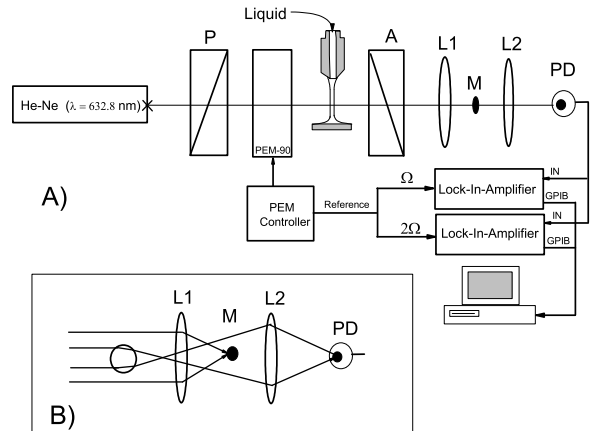 Liquid
P
A
L1
L2
M
PD
He-Ne (λ = 632.8 nm)
PEM-90
A)
PEM
Controller
Reference
Ω
2Ω
Lock-In-Amplifier
IN
GPIB
Lock-In-Amplifier
IN
GPIB
L1
M
L2
PD
B)